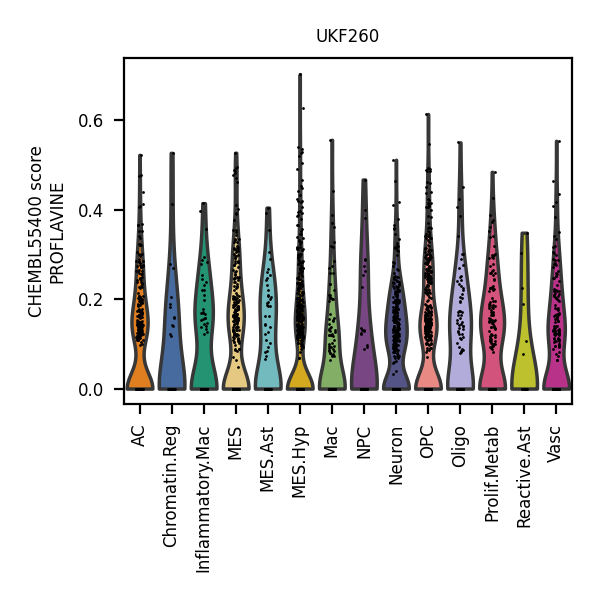 UKF260
CHEMBL55400 score
PROFLAVINE
0.6
0.4
0.2
0.0
AC
Chromatin.Reg
Inflammatory.Mac
MES
MES.Ast
MES.Hyp
Mac
NPC
Neuron
OPC
Oligo
Prolif.Metab
Reactive.Ast
Vasc